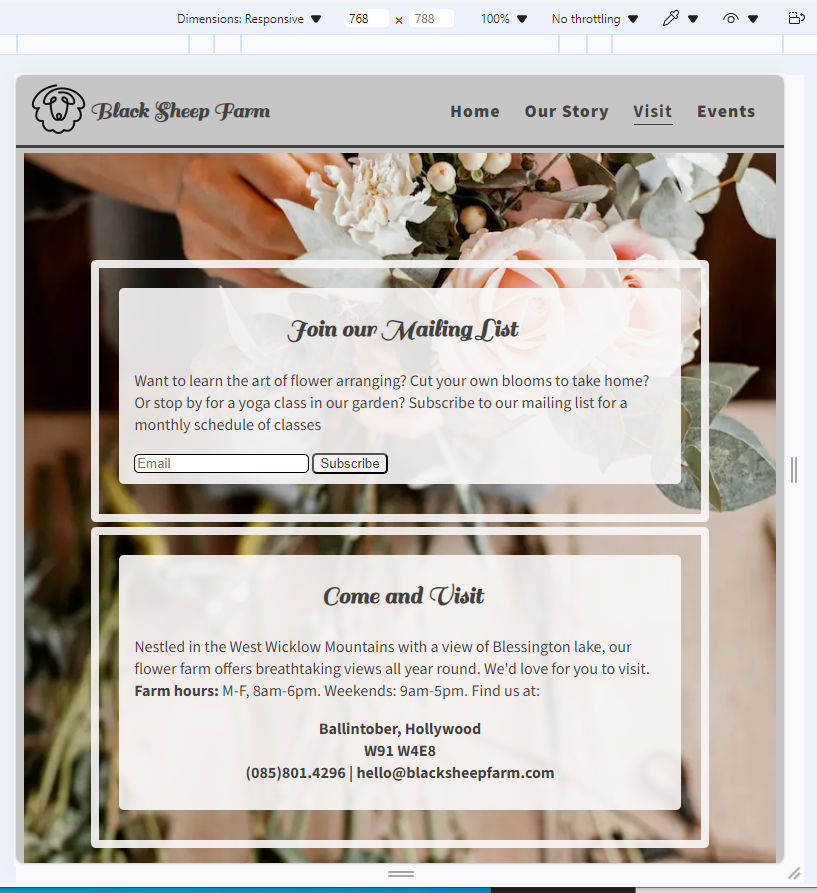 Dimensions: Responsive 768 × 788 100% No throttling
Black Sheep Farm
Home Our Story Visit Events
Join our Mailing List
Want to learn the art of flower arranging? Cut your own blooms to take home?
Or stop by for a yoga class in our garden? Subscribe to our mailing list for a
monthly schedule of classes
Email Subscribe
Come and Visit
Nestled in the West Wicklow Mountains with a view of Blessington lake, our
flower farm offers breathtaking views all year round. We'd love for you to visit.
Farm hours: M-F, 8am-6pm. Weekends: 9am-5pm. Find us at:
Ballintober, Hollywood
W91 W4E8
(085)801.4296 | hello@blacksheepfarm.com